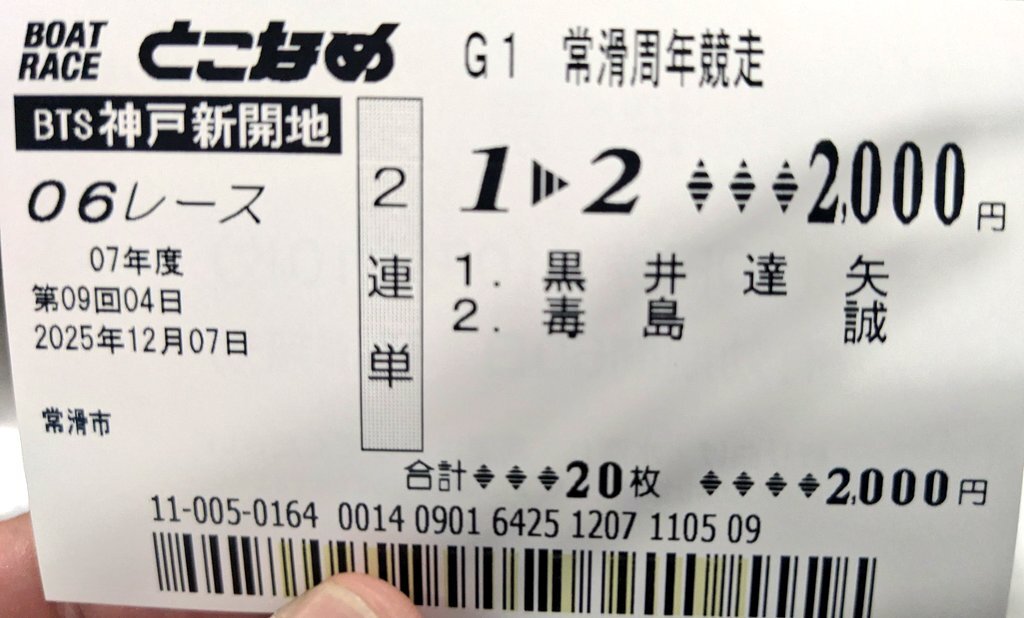 BOAT RACE とこなめ
G1 常滑周年競走
BTS神戸新開地
06レース
07年度
第09回04日
2025年12月07日
常滑市
2連単
1▶2 ♦♦♦2,000円
1. 黒井達矢
2. 毒島誠
合計♦♦♦20枚 ♦♦♦♦2,000円
11-005-0164 0014 0901 6425 1207 1105 09